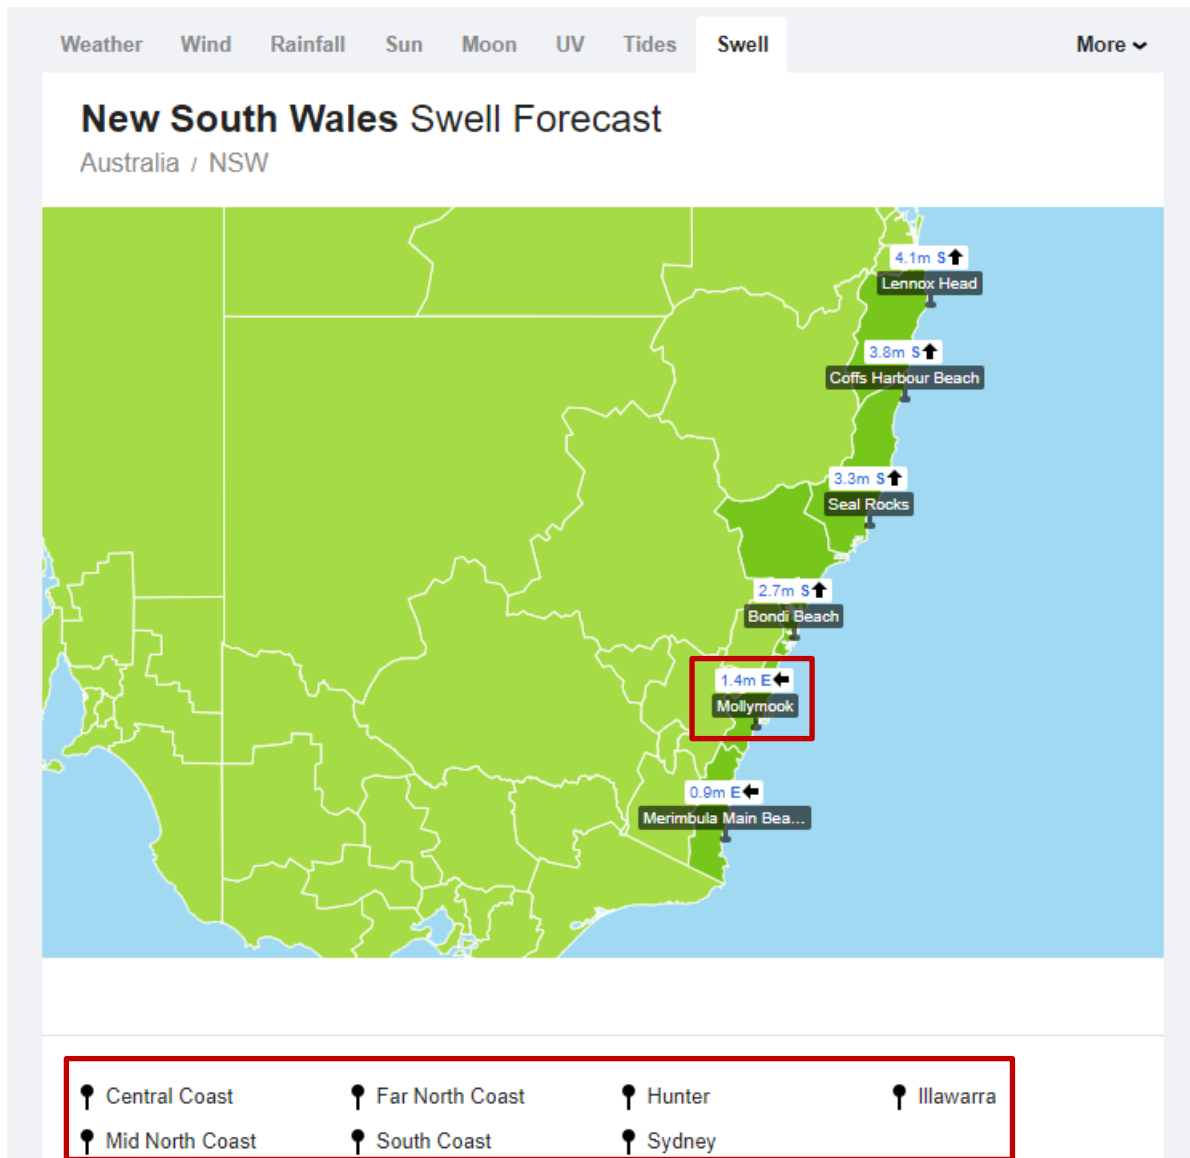 Weather Wind Rainfall Sun Moon UV Tides Swell More
New South Wales Swell Forecast
Australia / NSW
4.1m S
Lennox Head
3.8m S
Coffs Harbour Beach
3.3m S
Seal Rocks
2.7m S
Bondi Beach
1.4m E
Mollymook
0.9m E
Merimbula Main Bea...
Central Coast Far North Coast Hunter Illawarra
Mid North Coast South Coast Sydney